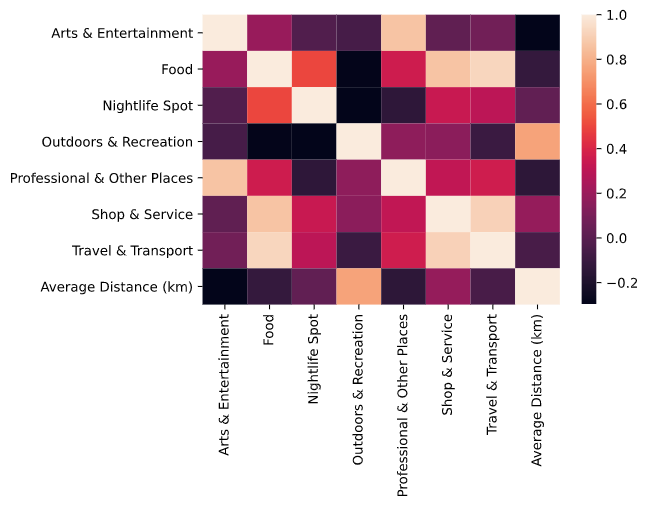 Arts & Entertainment
Food
Nightlife Spot
Outdoors & Recreation
Professional & Other Places
Shop & Service
Travel & Transport
Average Distance (km)
Arts & Entertainment
Food
Nightlife Spot
Outdoors & Recreation
Professional & Other Places
Shop & Service
Travel & Transport
Average Distance (km)
1.0
0.8
0.6
0.4
0.2
0.0
−0.2